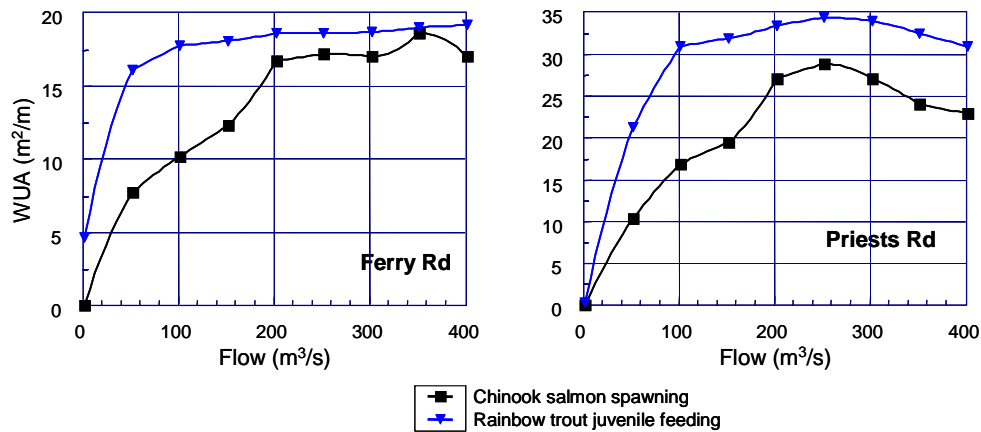 20
15
10
5
0
WUA (m²/m)
0 100 200 300 400
Flow (m³/s)
Ferry Rd
35
30
25
20
15
10
5
0
0 100 200 300 400
Flow (m³/s)
Priests Rd
Chinook salmon spawning
Rainbow trout juvenile feeding